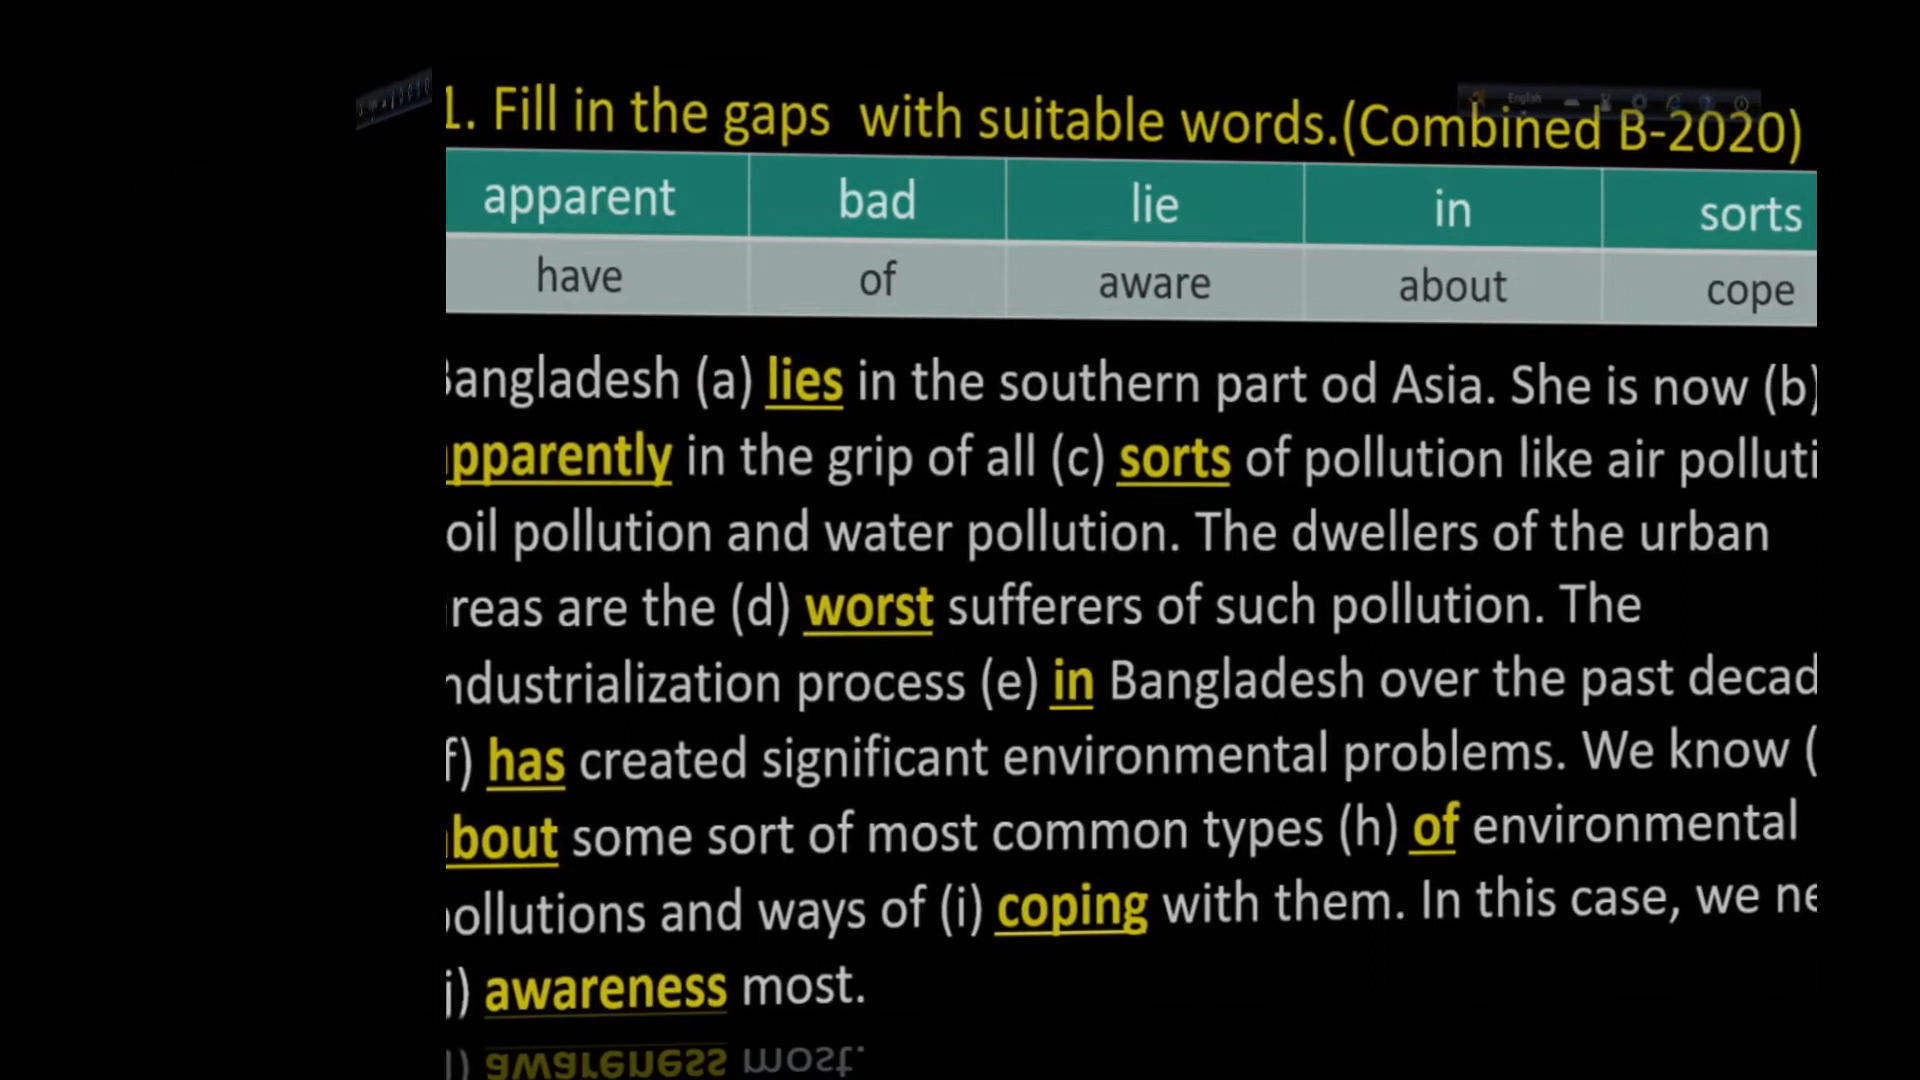 1. Fill in the gaps with suitable words.(Combined B-2020)
English
apparent bad lie in sorts
have of aware about cope
angladesh (a) lies in the southern part od Asia. She is now (b)
pparently in the grip of all (c) sorts of pollution like air polluti
oil pollution and water pollution. The dwellers of the urban
reas are the (d) worst sufferers of such pollution. The
ndustrialization process (e) in Bangladesh over the past decad
f) has created significant environmental problems. We know (
bout some sort of most common types (h) of environmental
ollutions and ways of (i) coping with them. In this case, we ne
j) awareness most.